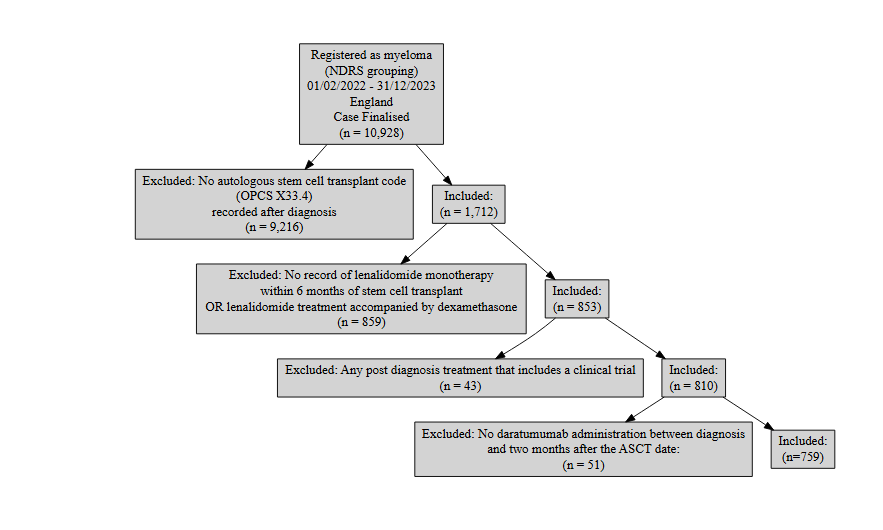 Registered as myeloma
(NDRS grouping)
01/02/2022 - 31/12/2023
England
Case Finalised
(n = 10,928)
Excluded: No autologous stem cell transplant code
(OPCS X33.4)
recorded after diagnosis
(n = 9,216)
Included:
(n = 1,712)
Excluded: No record of lenalidomide monotherapy
within 6 months of stem cell transplant
OR lenalidomide treatment accompanied by dexamethasone
(n = 859)
Included:
(n = 853)
Excluded: Any post diagnosis treatment that includes a clinical trial
(n = 43)
Included:
(n = 810)
Excluded: No daratumumab administration between diagnosis
and two months after the ASCT date:
(n = 51)
Included:
(n=759)